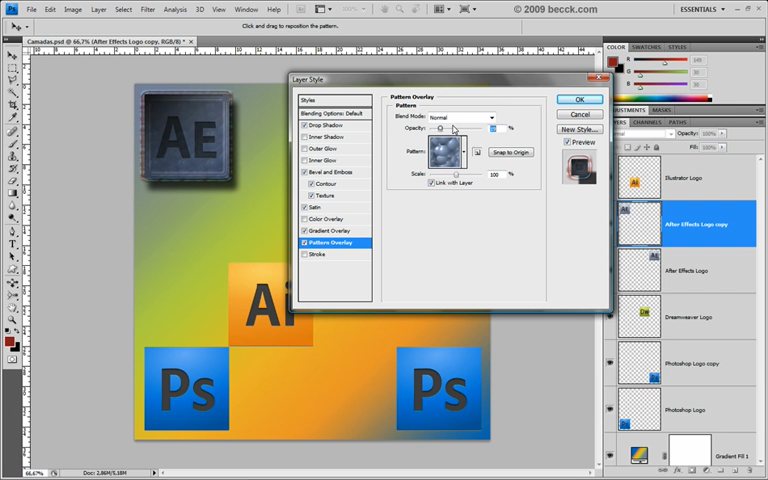 Ps File Edit Image Layer Select Filter Analysis 3D View Window Help © 2009 becck.com ESSENTIALS
Click and drag to reposition the pattern.
Camadas.psd @ 66,7% (After Effects Logo copy, RGB/8) *
Layer Style
Styles
Blending Options: Default
Drop Shadow
Inner Shadow
Outer Glow
Inner Glow
Bevel and Emboss
Contour
Texture
Satin
Color Overlay
Gradient Overlay
Pattern Overlay
Stroke
Pattern Overlay
Pattern
Blend Mode: Normal
Opacity: %
Pattern: Snap to Origin
Scale: 100 %
Link with Layer
OK
Cancel
New Style...
Preview
COLOR SWATCHES STYLES
R
G
B
ADJUSTMENTS
LAYERS CHANNELS PATHS
Opacity: 100%
Fill: 100%
Illustrator Logo
After Effects Logo copy
After Effects Logo
Dreamweaver Logo
Photoshop Logo copy
Photoshop Logo
Gradient Fill 1
AE
Ai
Ps
Ps
66,67% Doc: 2,86M/5,18M